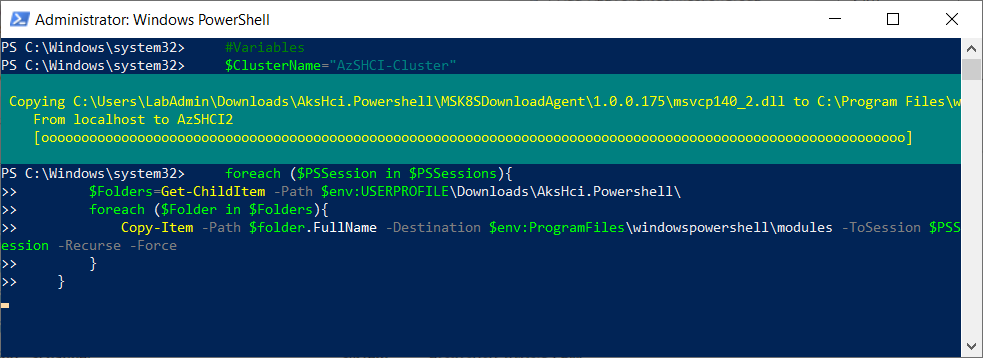 Administrator: Windows PowerShell
PS C:\Windows\system32>     #Variables
PS C:\Windows\system32>     $ClusterName="AzSHCI-Cluster"
Copying C:\Users\LabAdmin\Downloads\AksHci.Powershell\MSK8SDownloadAgent\1.0.0.175\msvcp140_2.dll to C:\Program Files\w
From localhost to AzSHCI2
[oooooooooooooooooooooooooooooooooooooooooooooooooooooooooooooooooooooooooooooooooooooooooooooooooooooooooooo]
PS C:\Windows\system32>     foreach ($PSSession in $PSSessions){
>>         $Folders=Get-ChildItem -Path $env:USERPROFILE\Downloads\AksHci.Powershell\
>>         foreach ($Folder in $Folders){
>>             Copy-Item -Path $folder.FullName -Destination $env:ProgramFiles\windowspowershell\modules -ToSession $PSS
ession -Recurse -Force
>>         }
>>     }